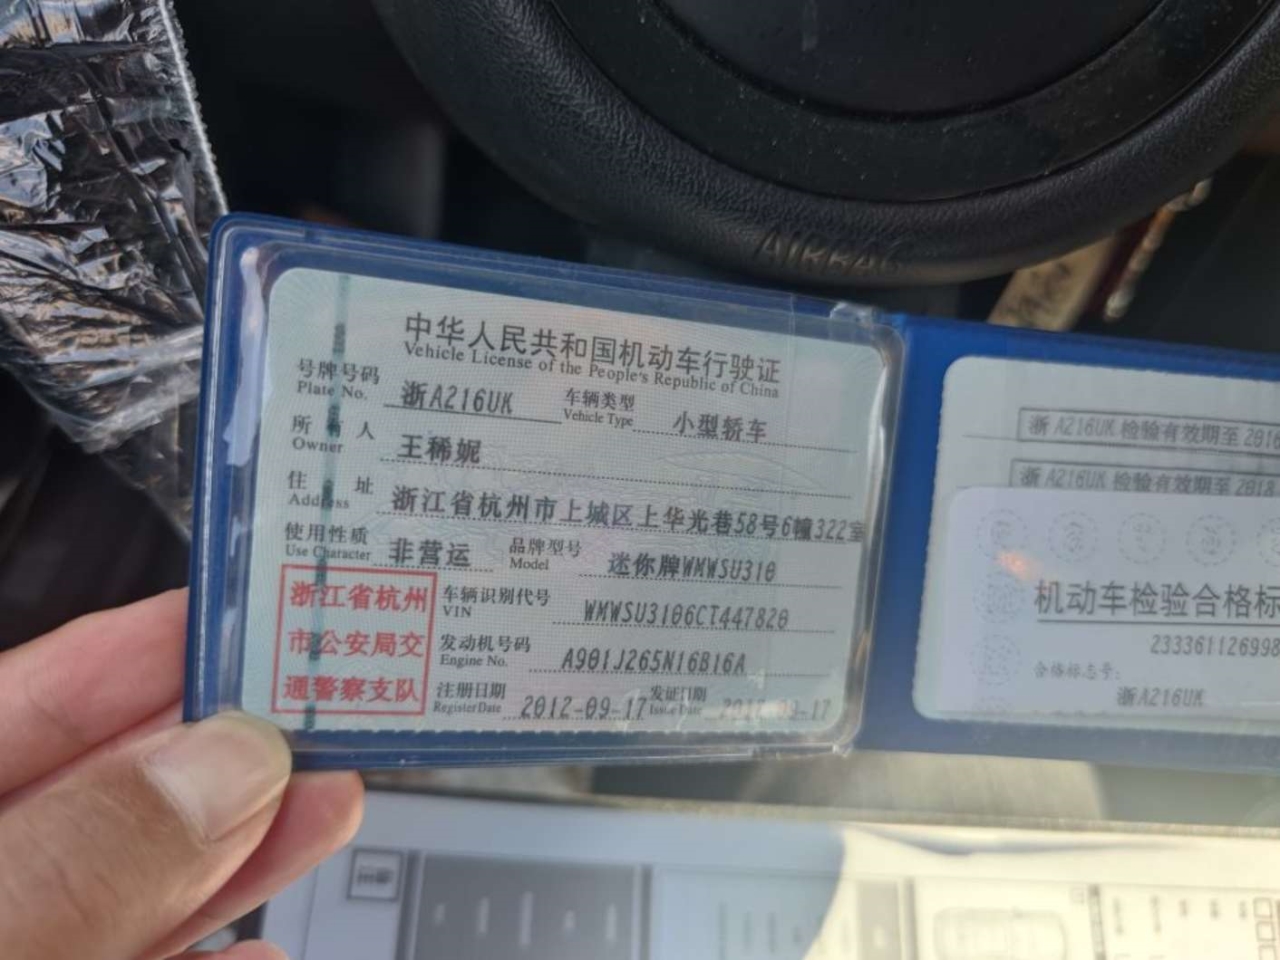 AIRBAG
中华人民共和国机动车行驶证
Vehicle License of the People's Republic of China
号牌号码 浙A216UK 车辆类型 小型轿车
Plate No. Vehicle Type
所有人 王稀妮
Owner
住址 浙江省杭州市上城区上华光巷58号6幢322室
Address
使用性质 非营运 品牌型号 迷你牌WMWSU310
Use Character Model
浙江省杭州
市公安局交
通警察支队
车辆识别代号 WMWSU3106CT447820
VIN
发动机号码 A901J265N16B16A
Engine No.
注册日期 2012-09-17 发证日期 2012-09-17
Register Date Issue Date
浙A216UK 检验有效期至 201
浙A216UK 检验有效期至 2018
机动车检验合格标
233361126998
合格标志号:
浙A216UK